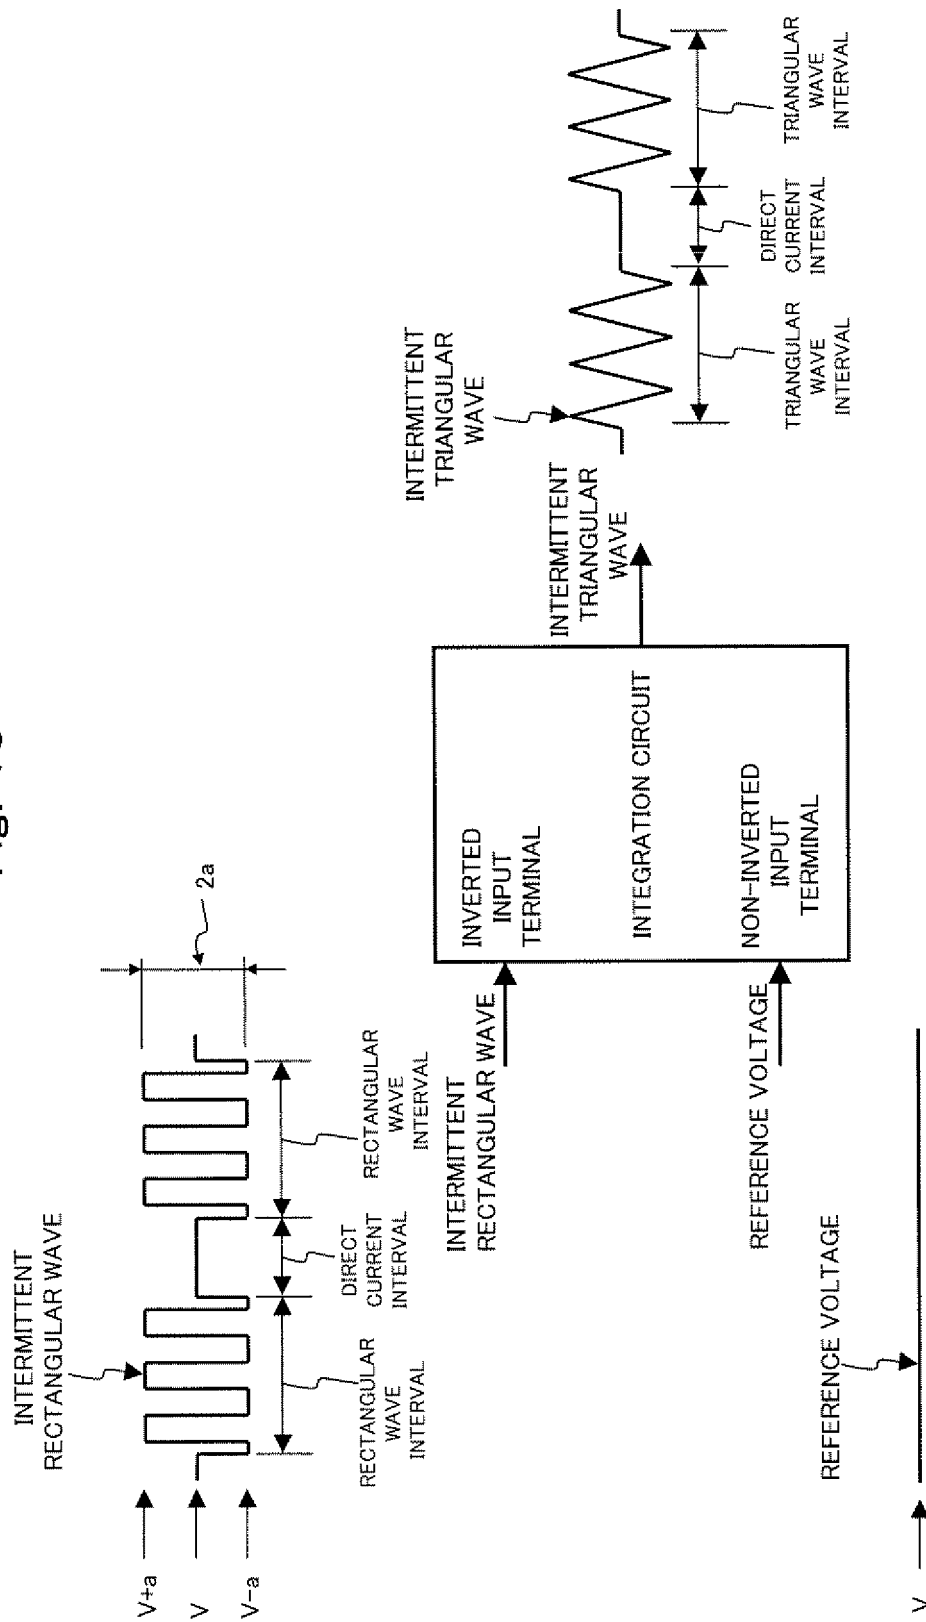 INTERMITTENT
RECTANGULAR WAVE
V+a
V
V-a
2a
RECTANGULAR
WAVE
INTERVAL
DIRECT
CURRENT
INTERVAL
RECTANGULAR
WAVE
INTERVAL
INTERMITTENT
RECTANGULAR WAVE
REFERENCE VOLTAGE
INVERTED
INPUT
TERMINAL
INTEGRATION CIRCUIT
NON-INVERTED
INPUT
TERMINAL
INTERMITTENT
TRIANGULAR
WAVE
INTERMITTENT
TRIANGULAR
WAVE
TRIANGULAR
WAVE
INTERVAL
DIRECT
CURRENT
INTERVAL
TRIANGULAR
WAVE
INTERVAL
REFERENCE VOLTAGE
V